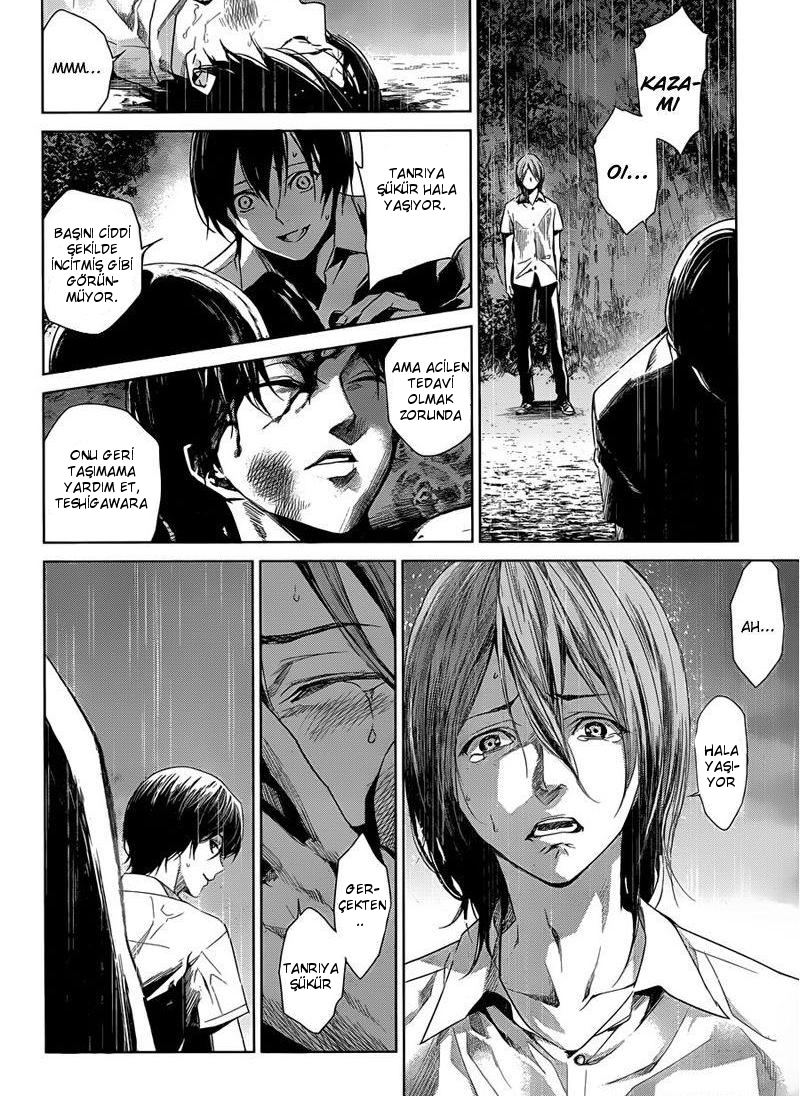 KAZA-
MI
OI...
MMM...
TANRIYA
ŞÜKÜR HALA
YAŞIYOR.
BAŞINI CİDDİ
ŞEKİLDE
İNCİTMİŞ GİBİ
GÖRÜN-
MÜYOR.
AMA ACİLEN
TEDAVİ
OLMAK
ZORUNDA
ONU GERİ
TAŞIMAMA
YARDIM ET,
TESHİGAWARA
AH...
HALA
YAŞI-
YOR
GER-
ÇEKTEN
..
TANRIYA
ŞÜKÜR